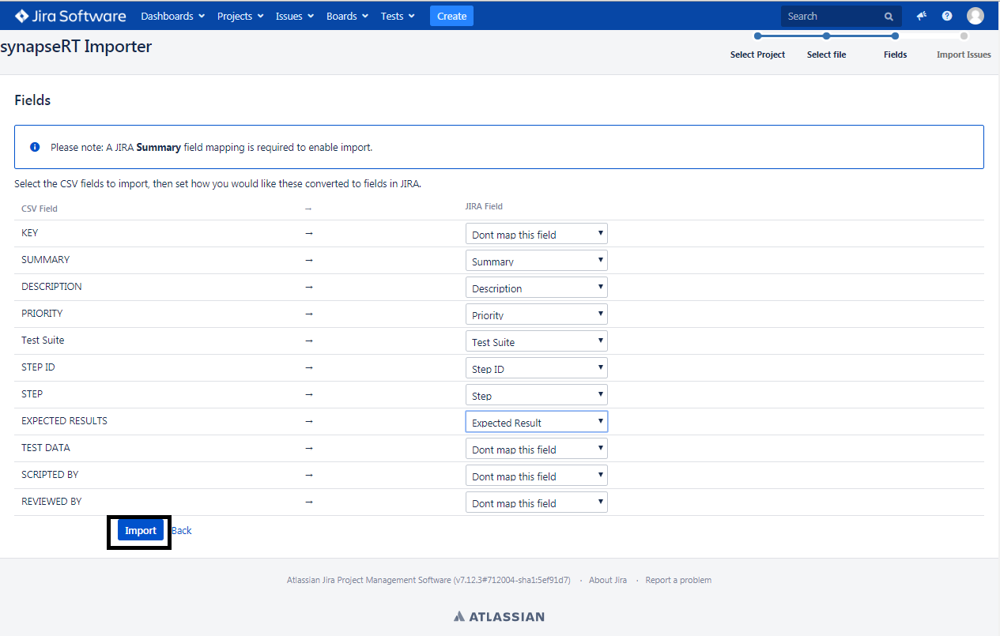 Jira Software Dashboards Projects Issues Boards Tests Create Search
synapseRT Importer
Select Project Select file Fields Import Issues
Fields
Please note: A JIRA Summary field mapping is required to enable import.
Select the CSV fields to import, then set how you would like these converted to fields in JIRA.
CSV Field → JIRA Field
KEY → Dont map this field
SUMMARY → Summary
DESCRIPTION → Description
PRIORITY → Priority
Test Suite → Test Suite
STEP ID → Step ID
STEP → Step
EXPECTED RESULTS → Expected Result
TEST DATA → Dont map this field
SCRIPTED BY → Dont map this field
REVIEWED BY → Dont map this field
Import Back
Atlassian Jira Project Management Software (v7.12.3#712004-sha1:5ef91d7) · About Jira · Report a problem
ATLASSIAN